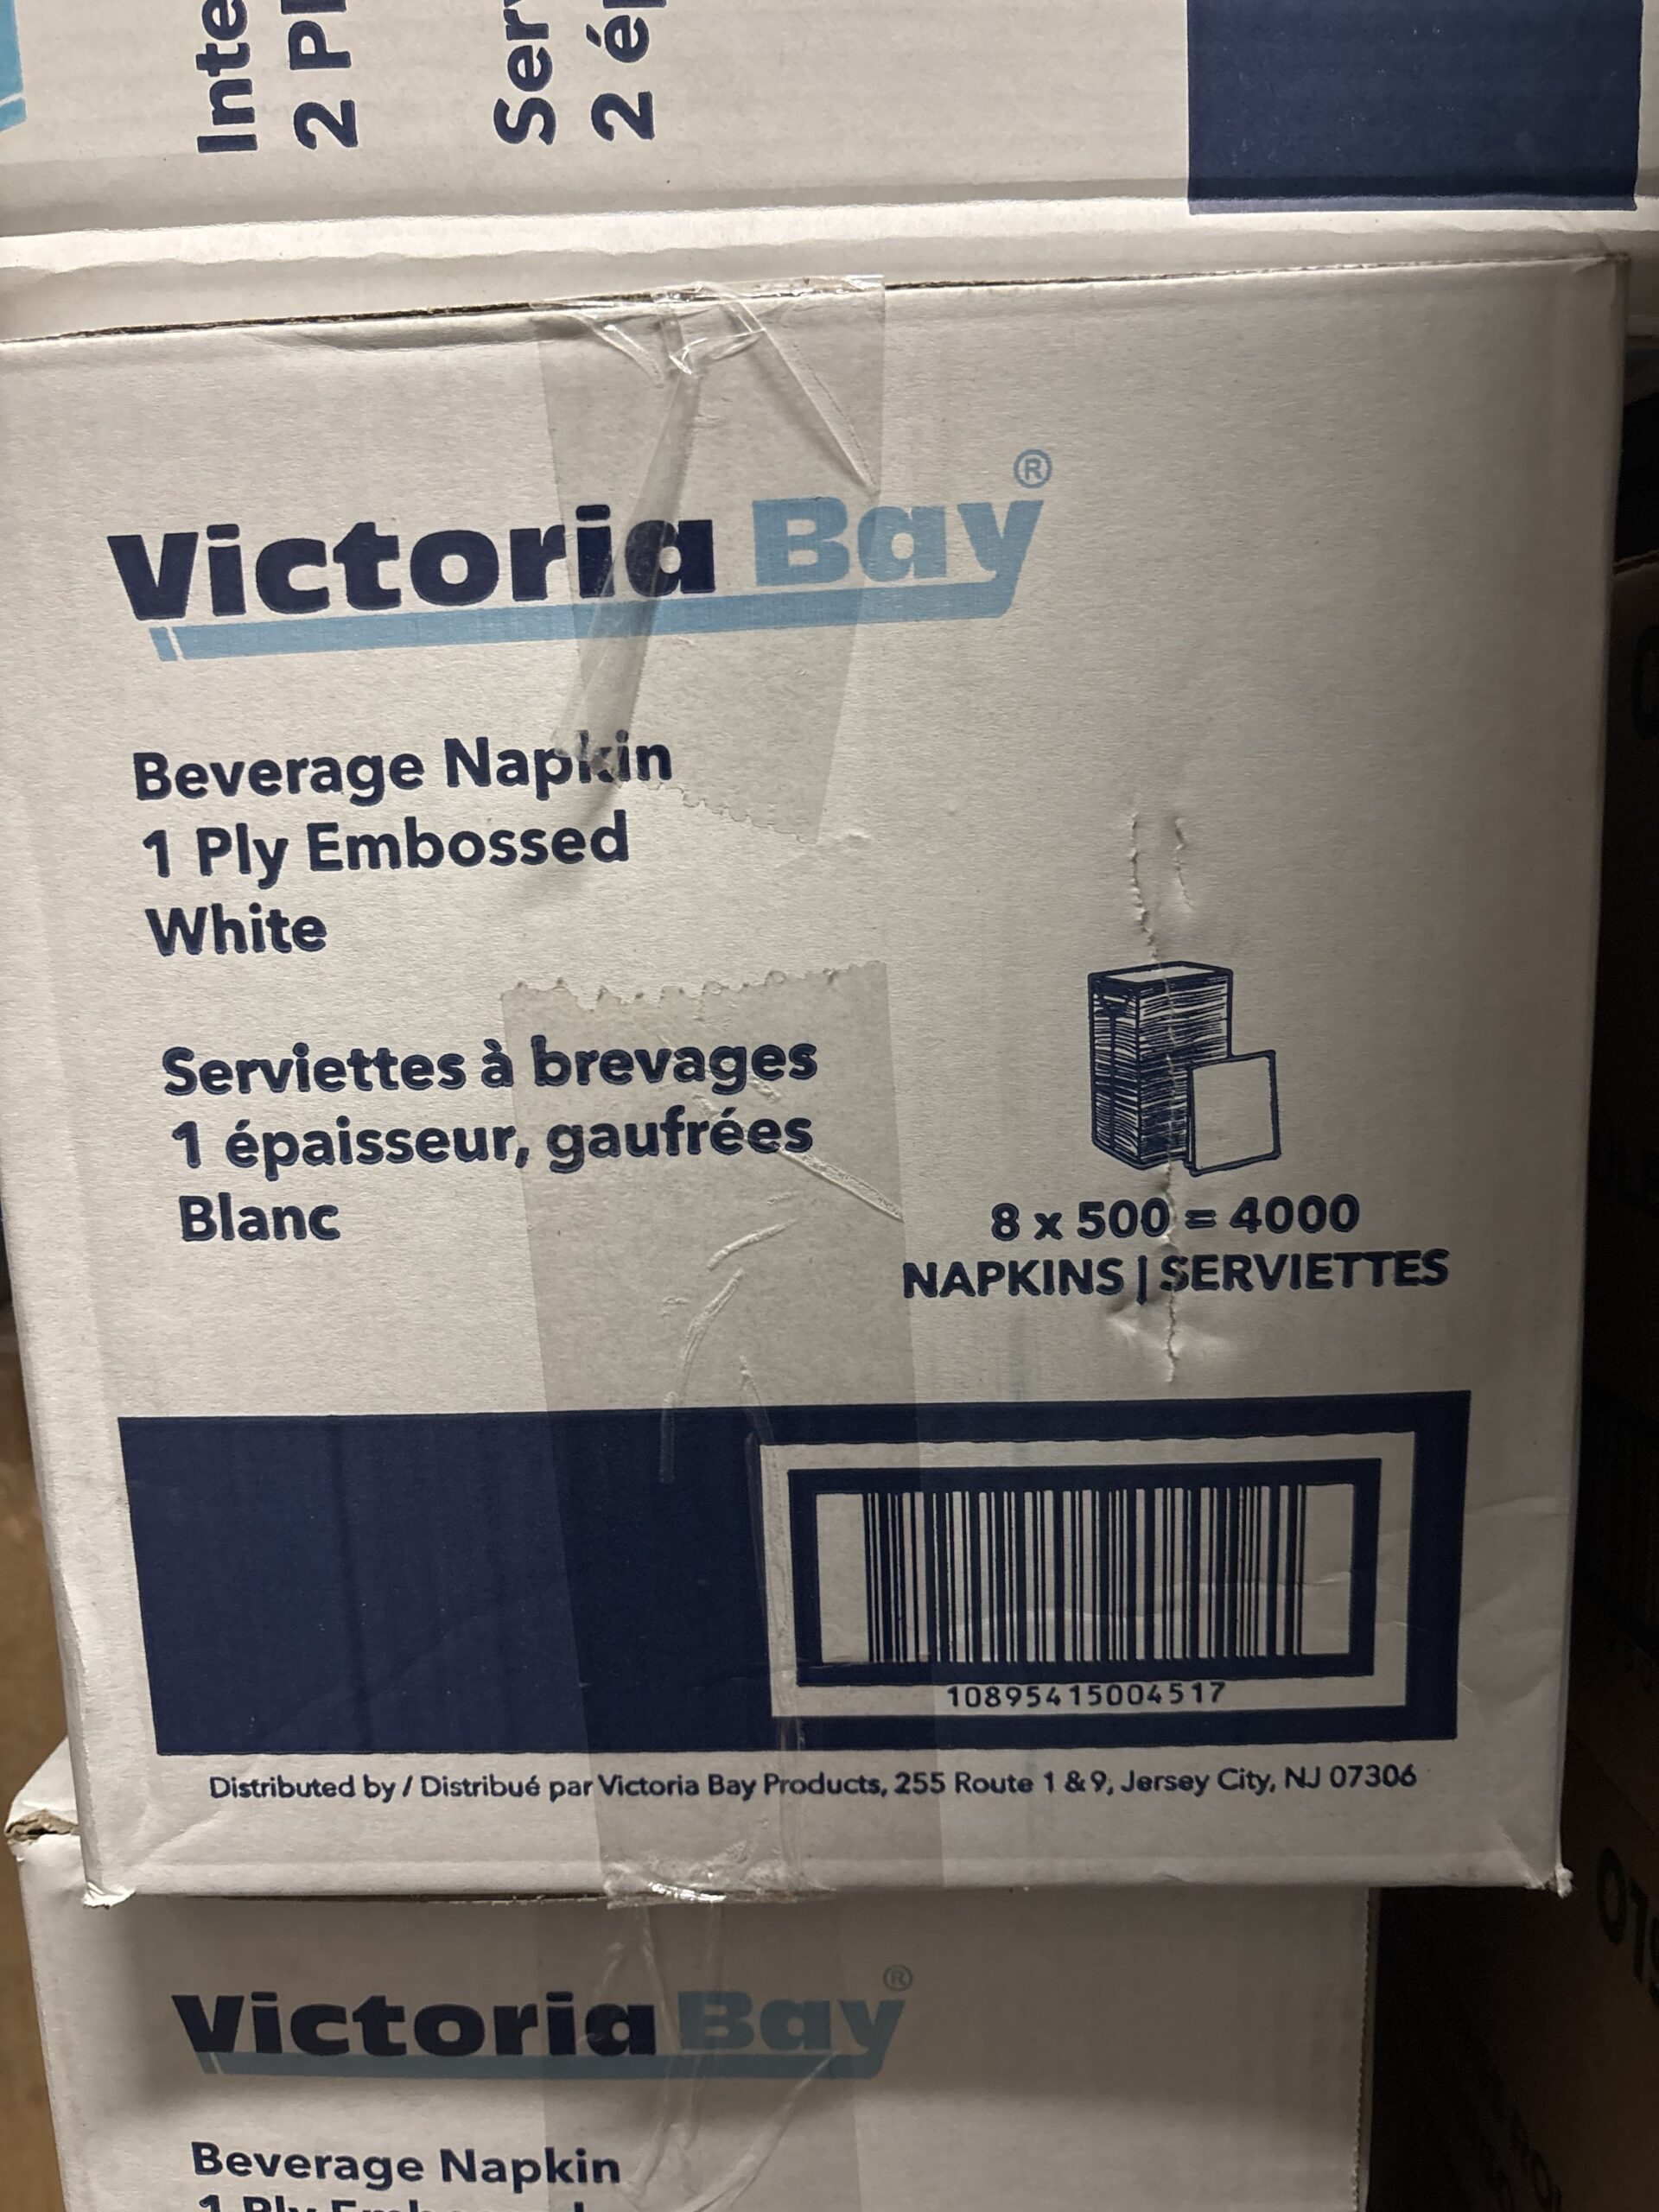 2
2
Victoria Bay®
Beverage Napkin
1 Ply Embossed
White
Serviettes à brevages
1 épaisseur, gaufrées
Blanc
8 x 500 = 4000
NAPKINS | SERVIETTES
10895415004517
Distributed by / Distribué par Victoria Bay Products, 255 Route 1 & 9, Jersey City, NJ 07306
Victoria Bay®
Beverage Napkin
1 Ply